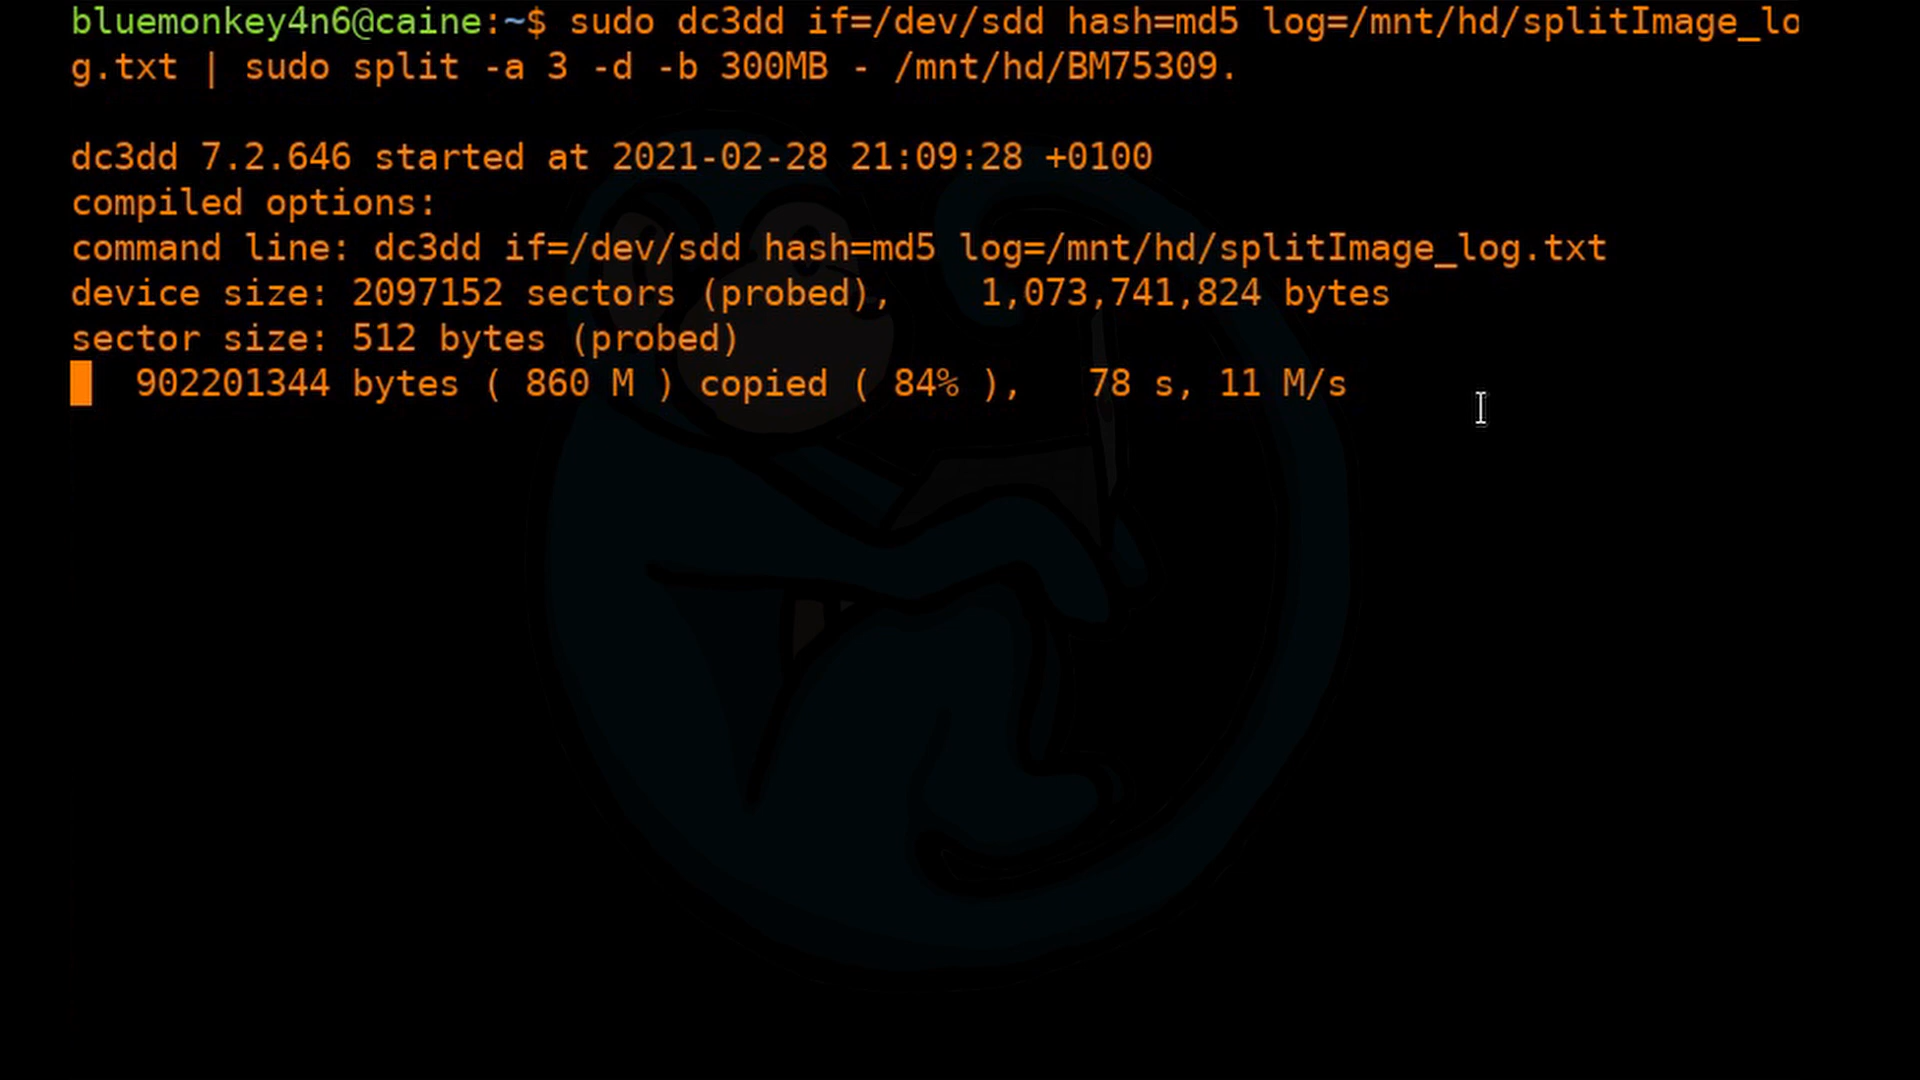 bluemonkey4n6@caine:~$ sudo dc3dd if=/dev/sdd hash=md5 log=/mnt/hd/splitImage_lo
g.txt | sudo split -a 3 -d -b 300MB - /mnt/hd/BM75309.
dc3dd 7.2.646 started at 2021-02-28 21:09:28 +0100
compiled options:
command line: dc3dd if=/dev/sdd hash=md5 log=/mnt/hd/splitImage_log.txt
device size: 2097152 sectors (probed),    1,073,741,824 bytes
sector size: 512 bytes (probed)
902201344 bytes ( 860 M ) copied ( 84% ),   78 s, 11 M/s